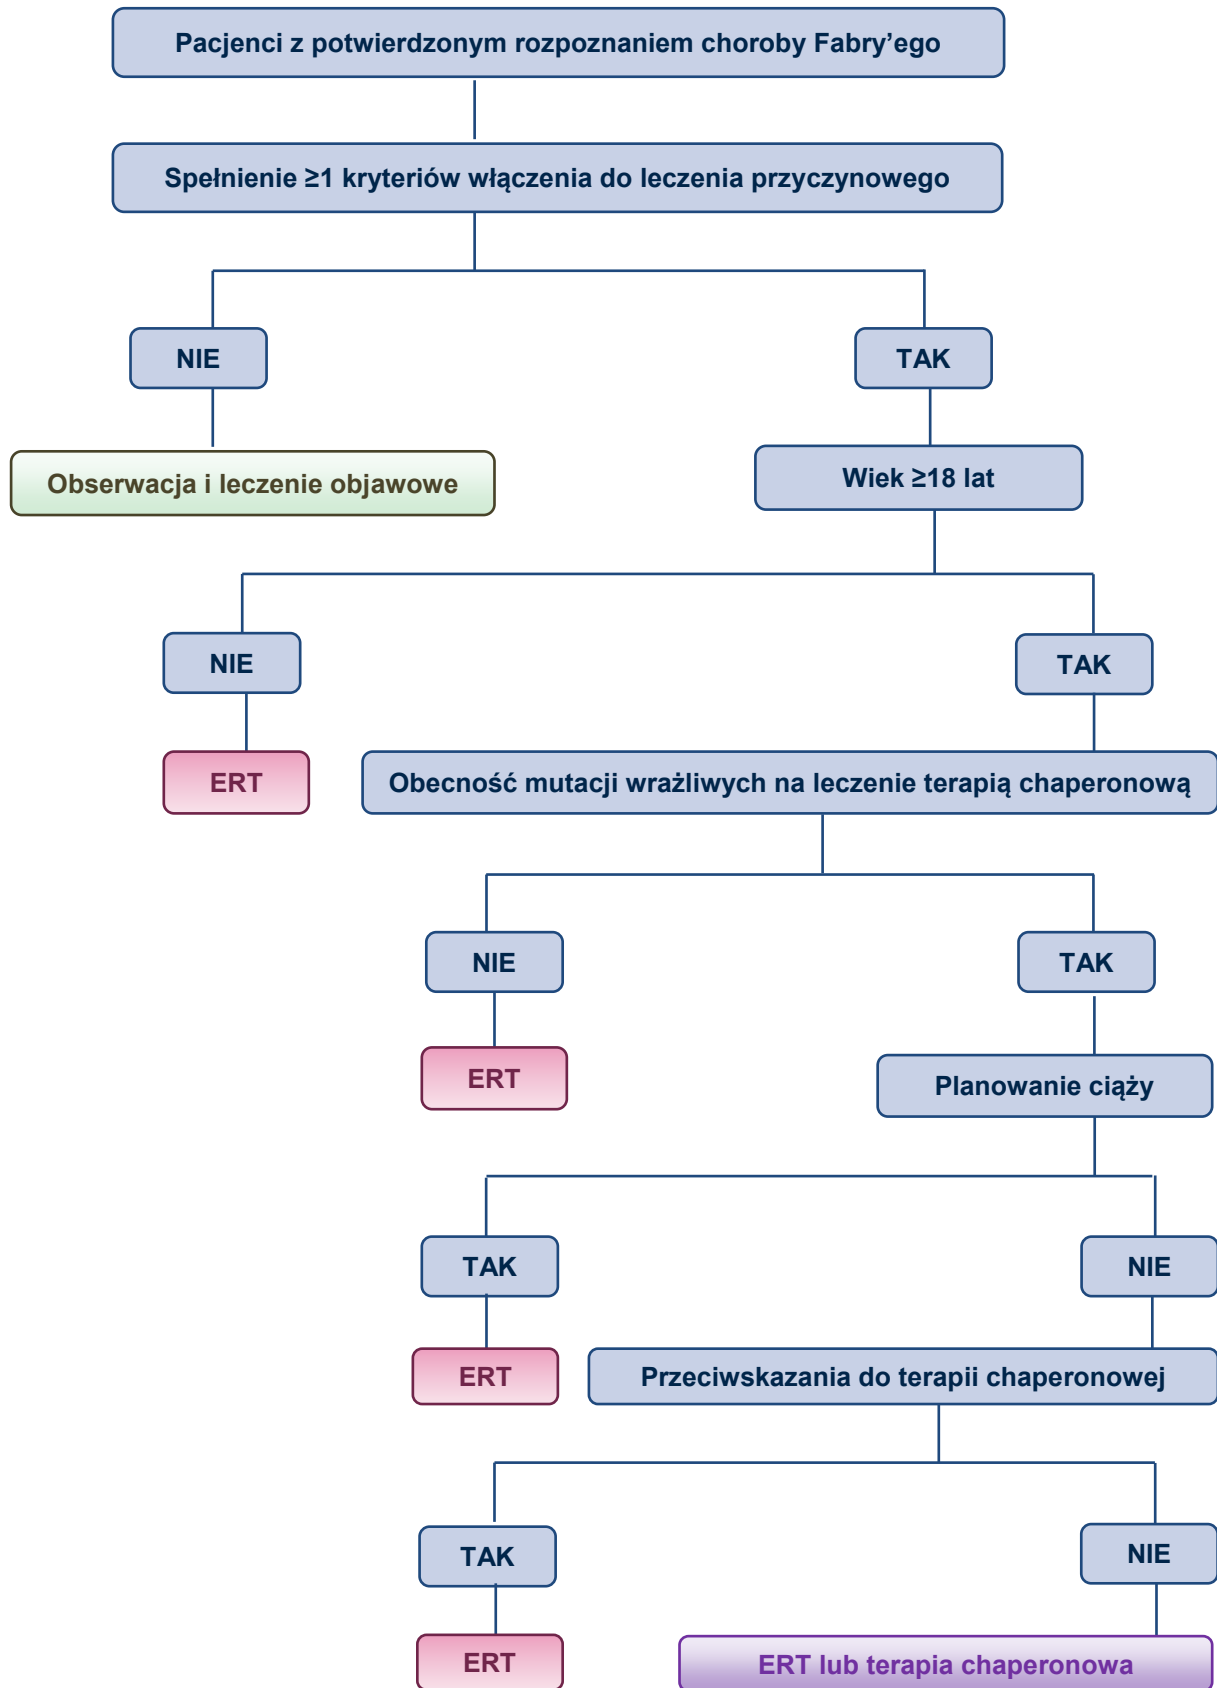 Pacjenci z potwierdzonym rozpoznaniem choroby Fabry’ego
Spełnienie ≥1 kryteriów włączenia do leczenia przyczynowego
NIE
TAK
Obserwacja i leczenie objawowe
Wiek ≥18 lat
NIE
TAK
ERT
Obecność mutacji wrażliwych na leczenie terapią chaperonową
NIE
TAK
ERT
Planowanie ciąży
TAK
NIE
ERT
Przeciwskazania do terapii chaperonowej
TAK
NIE
ERT
ERT lub terapia chaperonowa